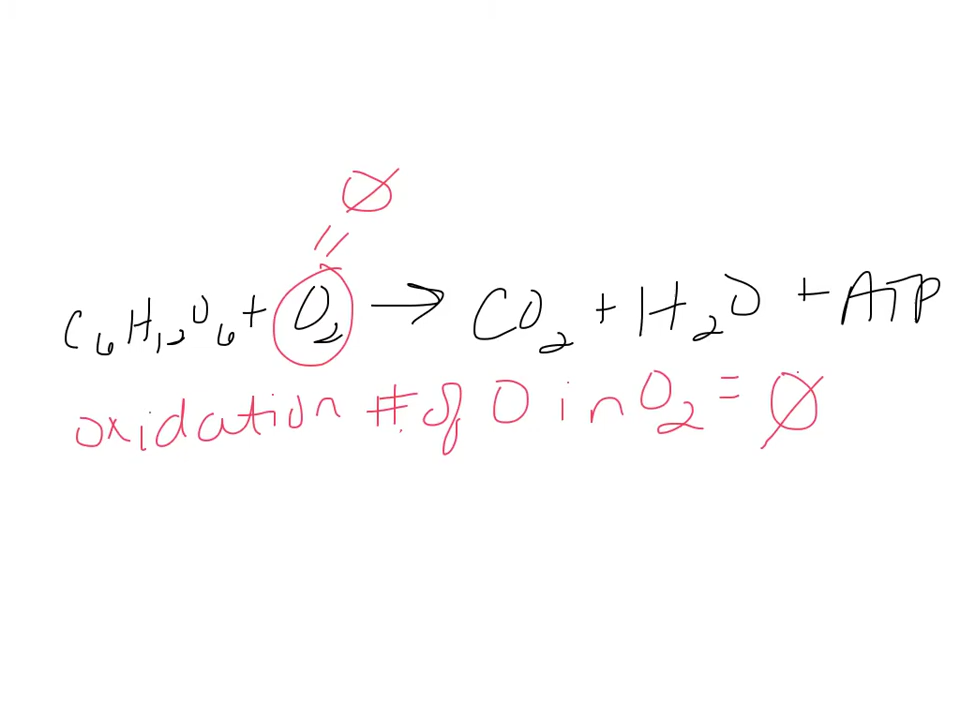 Ø
=
C6H12O6 + O2 → CO2 + H2O + ATP
oxidation # of O in O2 = Ø